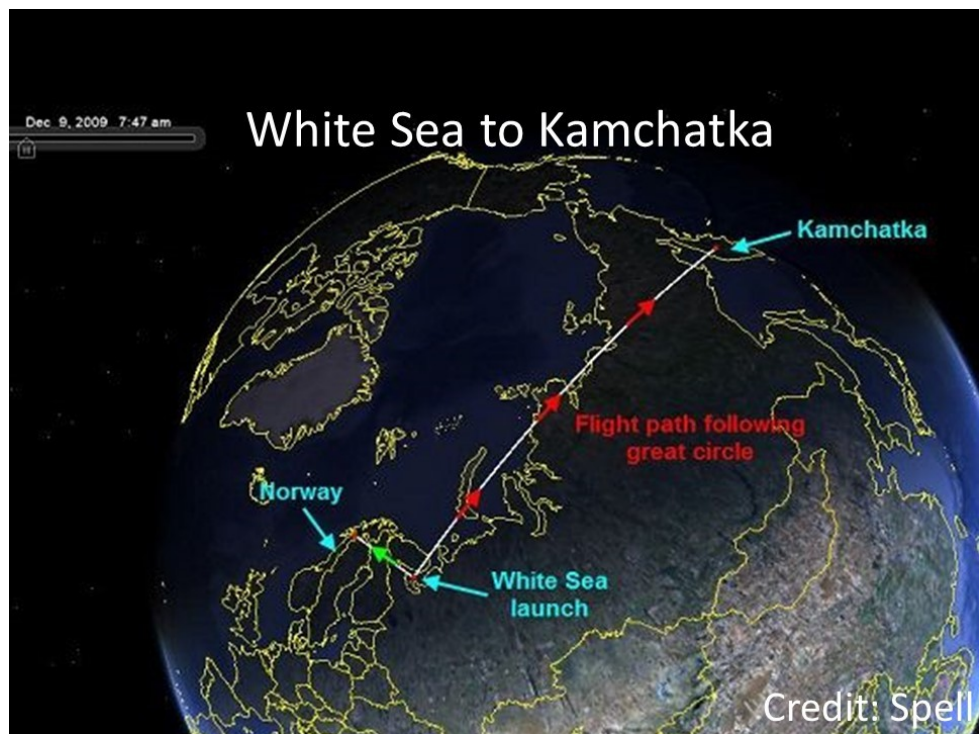 Dec 9, 2009 7:47 am
White Sea to Kamchatka
Kamchatka
Flight path following
great circle
Norway
White Sea
launch
Credit: Spell